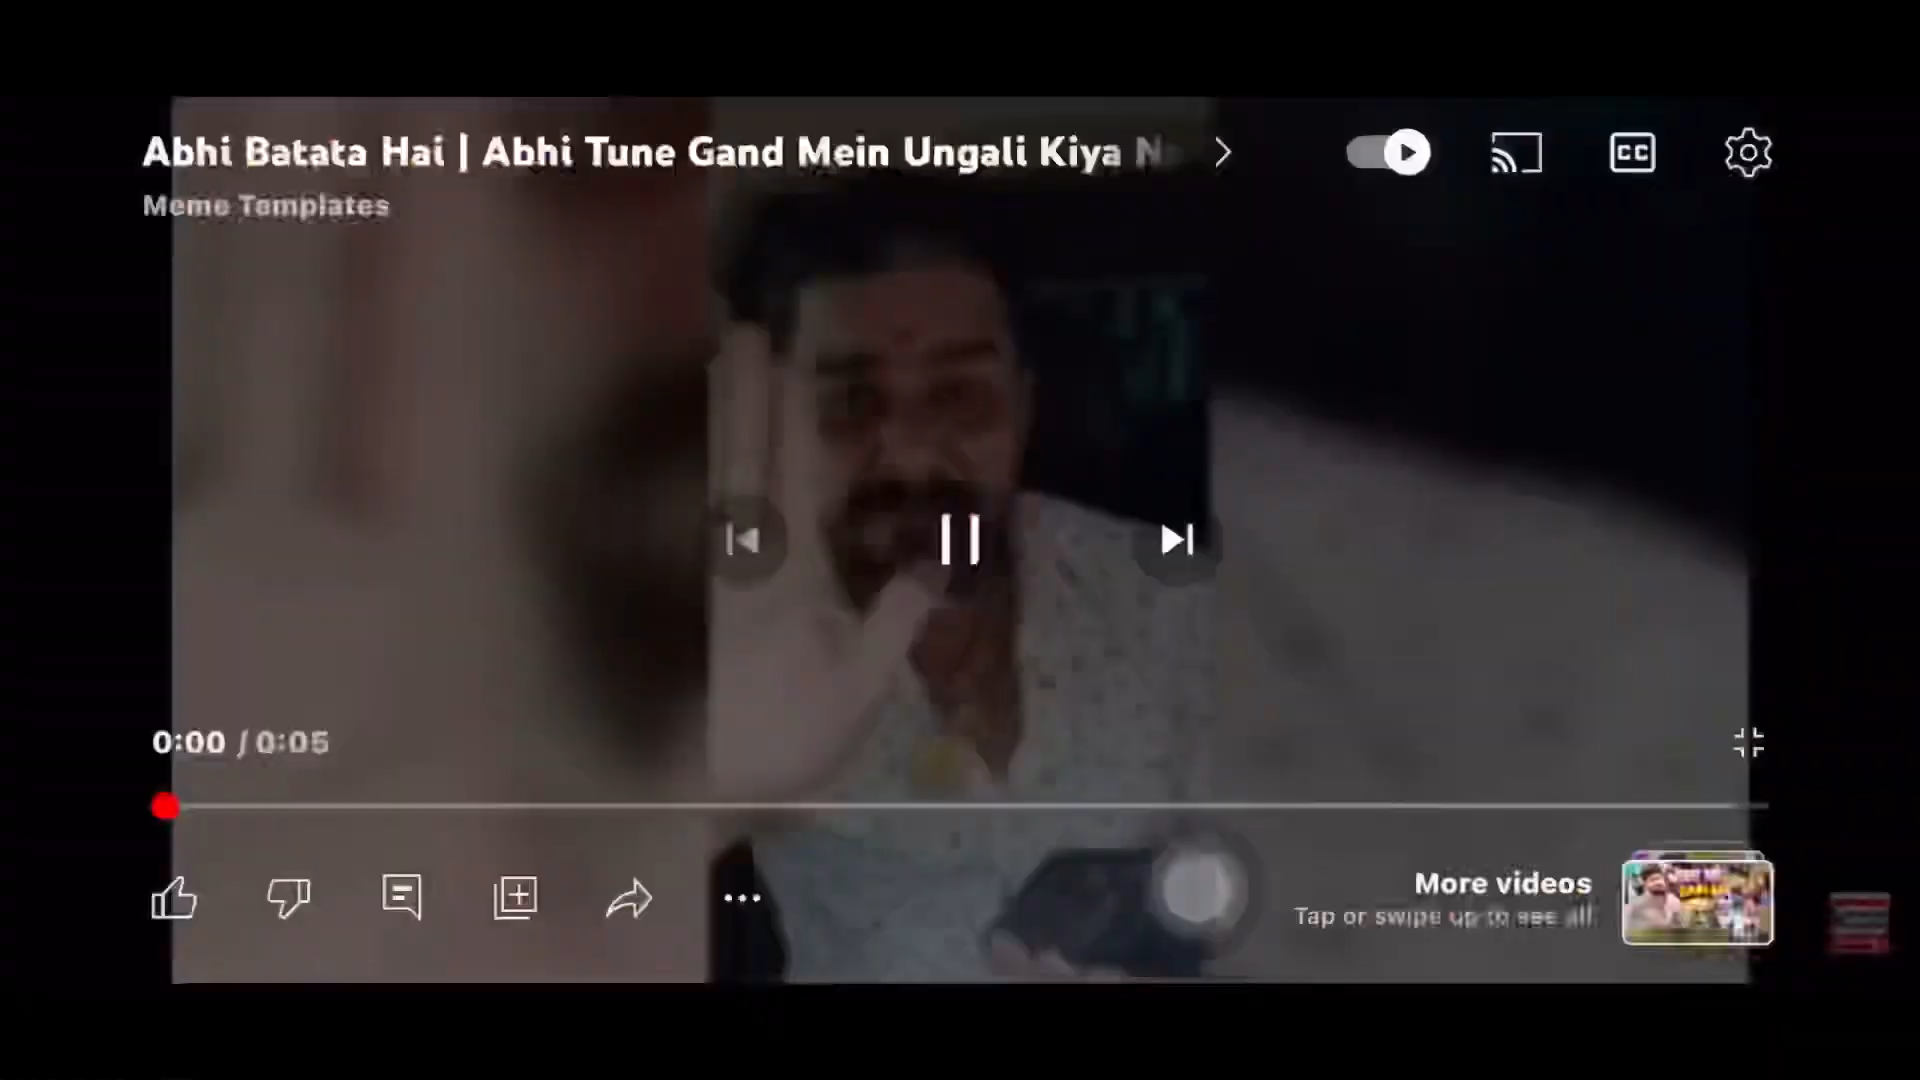 Abhi Batata Hai | Abhi Tune Gand Mein Ungali Kiya
Meme Templates
CC
0:00 / 0:05
More videos
Tap or swipe up to see all